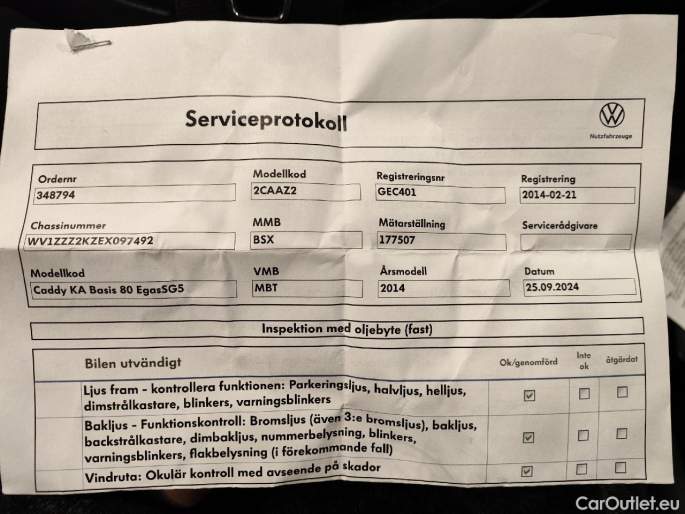 Serviceprotokoll
Nutzfahrzeuge
Ordernr
348794
Modellkod
2CAAZ2
Registreringsnr
GEC401
Registrering
2014-02-21
Chassinummer
WV1ZZZ2KZEX097492
MMB
BSX
Mätarställning
177507
Servicerådgivare
Modellkod
Caddy KA Basis 80 EgasSG5
VMB
MBT
Årsmodell
2014
Datum
25.09.2024
Inspektion med oljebyte (fast)
Bilen utvändigt
Ok/genomförd
Inte
ok
åtgärdat
Ljus fram - kontrollera funktionen: Parkeringsljus, halvljus, helljus,
dimstrålkastare, blinkers, varningsblinkers
Bakljus - Funktionskontroll: Bromsljus (även 3:e bromsljus), bakljus,
backstrålkastare, dimbakljus, nummerbelysning, blinkers,
varningsblinkers, flakbelysning (i förekommande fall)
Vindruta: Okulär kontroll med avseende på skador
CarOutlet.eu